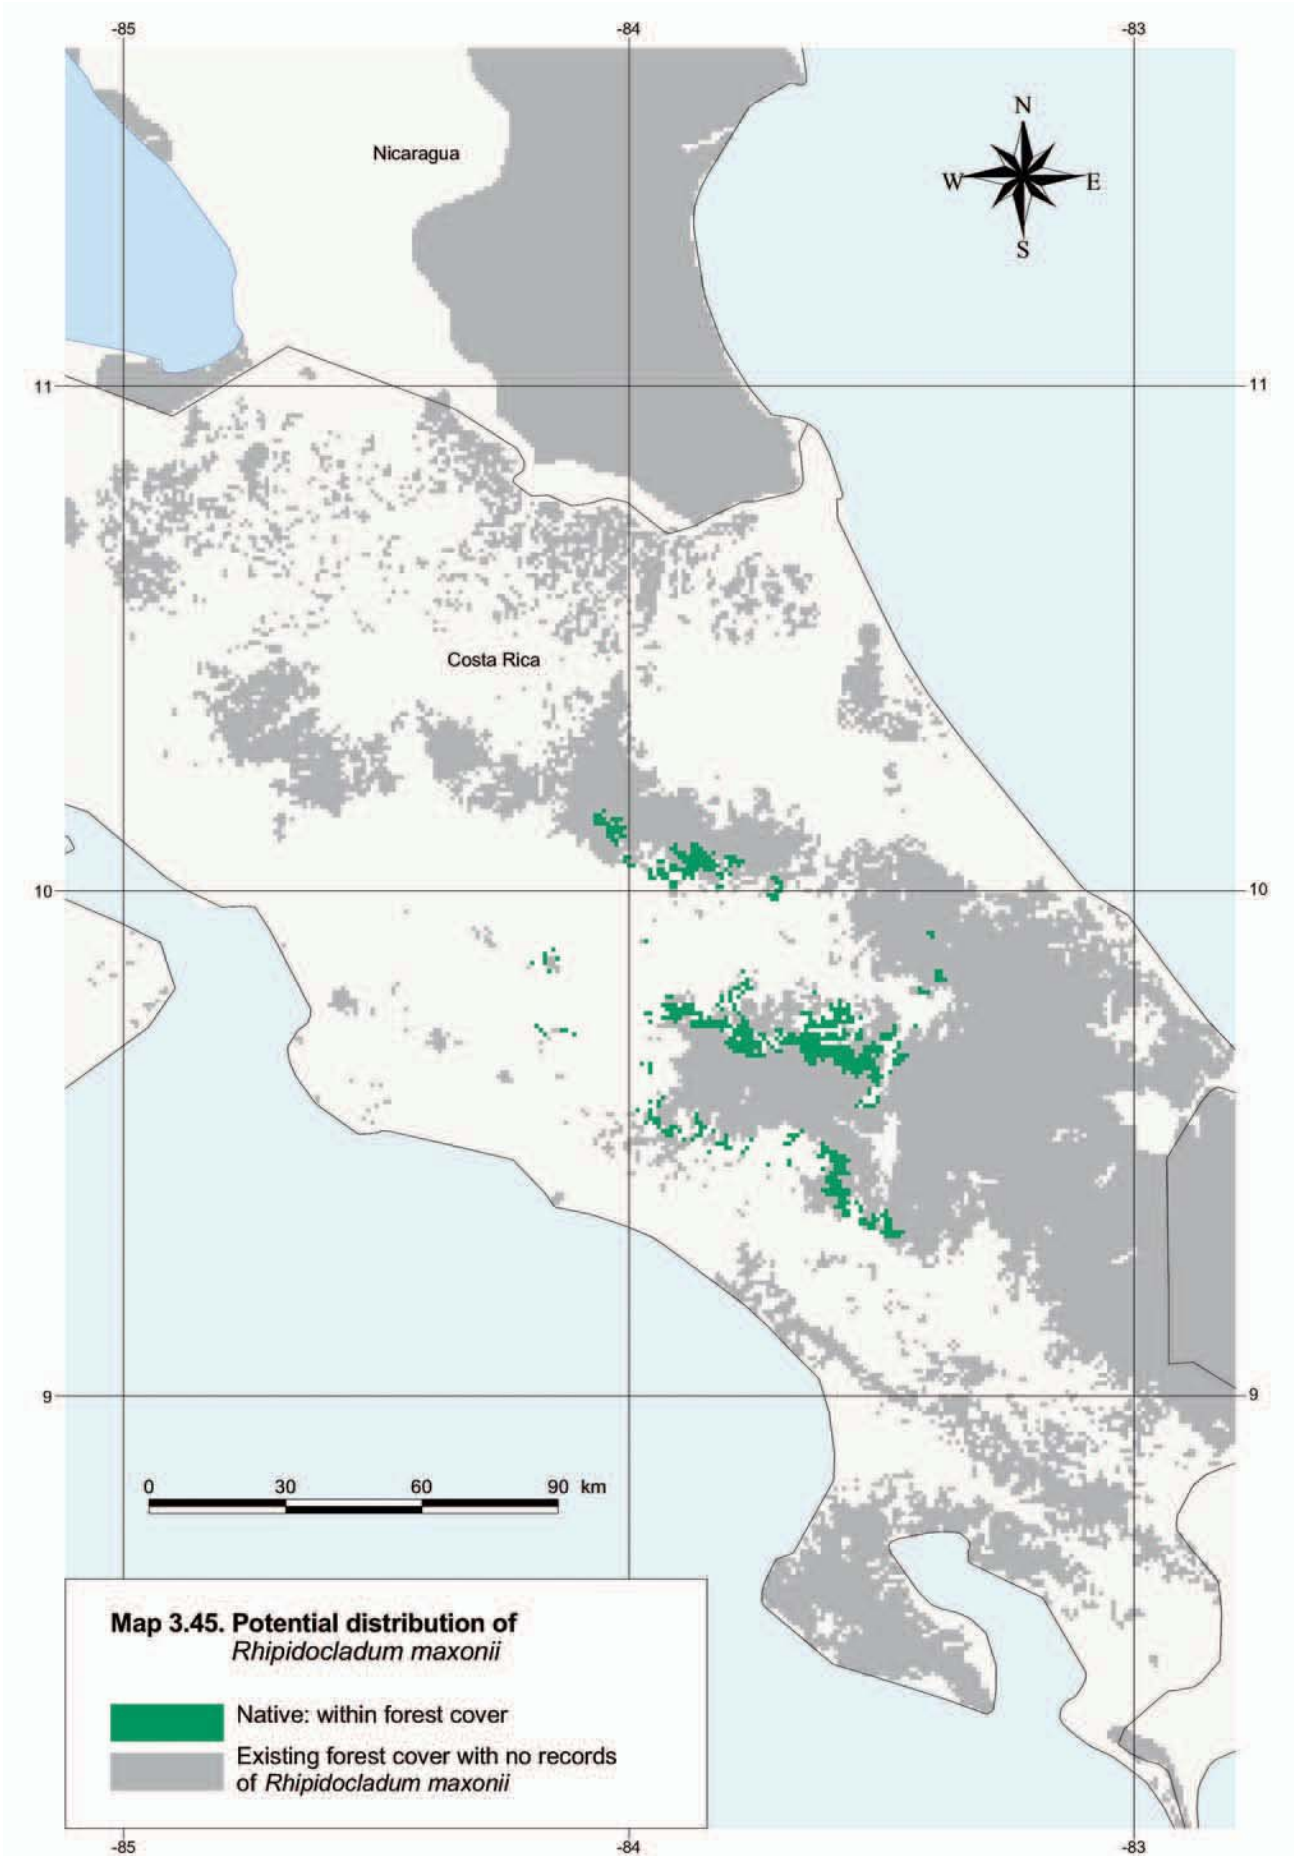 -85 -84 -83
N
Nicaragua
W E
S
11 11
Costa Rica
10 10
9 9
0 30 60 90 km
Map 3.45. Potential distribution of
Rhipidocladum maxonii
Native: within forest cover
Existing forest cover with no records
of Rhipidocladum maxonii
-85 -84 -83